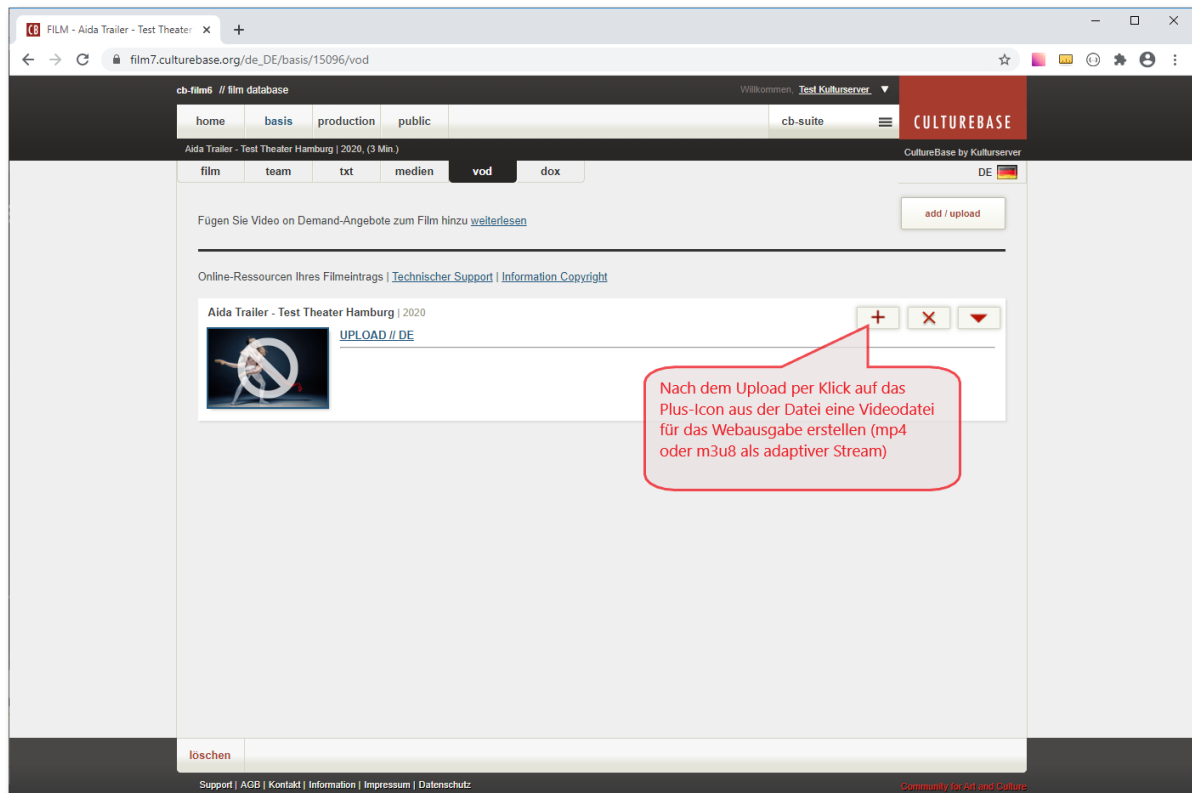 CB FILM - Aida Trailer - Test Theater
film7.culturebase.org/de_DE/basis/15096/vod
cb-film6 // film database
Willkommen, Test Kulturserver
home basis production public
cb-suite
CULTUREBASE
Aida Trailer - Test Theater Hamburg | 2020, (3 Min.)
CultureBase by Kulturserver
film team txt medien vod dox
DE
Fügen Sie Video on Demand-Angebote zum Film hinzu weiterlesen
add / upload
Online-Ressourcen Ihres Filmeintrags | Technischer Support | Information Copyright
Aida Trailer - Test Theater Hamburg | 2020
UPLOAD // DE
Nach dem Upload per Klick auf das
Plus-Icon aus der Datei eine Videodatei
für das Webausgabe erstellen (mp4
oder m3u8 als adaptiver Stream)
löschen
Support | AGB | Kontakt | Information | Impressum | Datenschutz
Community for Art and Culture